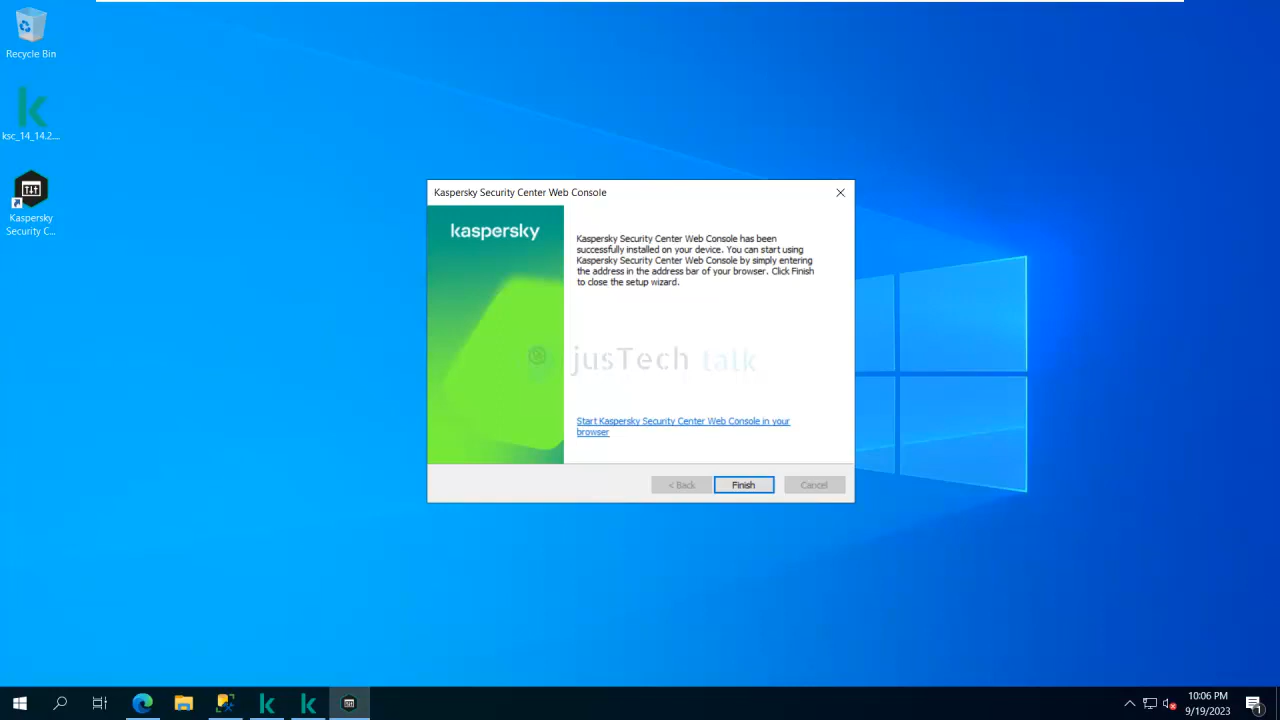 Recycle Bin
ksc_14_14.2....
Kaspersky
Security C...
Kaspersky Security Center Web Console
kaspersky
Kaspersky Security Center Web Console has been
successfully installed on your device. You can start using
Kaspersky Security Center Web Console by simply entering
the address in the address bar of your browser. Click Finish
to close the setup wizard.
jusTech talk
Start Kaspersky Security Center Web Console in your
browser
< Back
Finish
Cancel
10:06 PM
9/19/2023
1